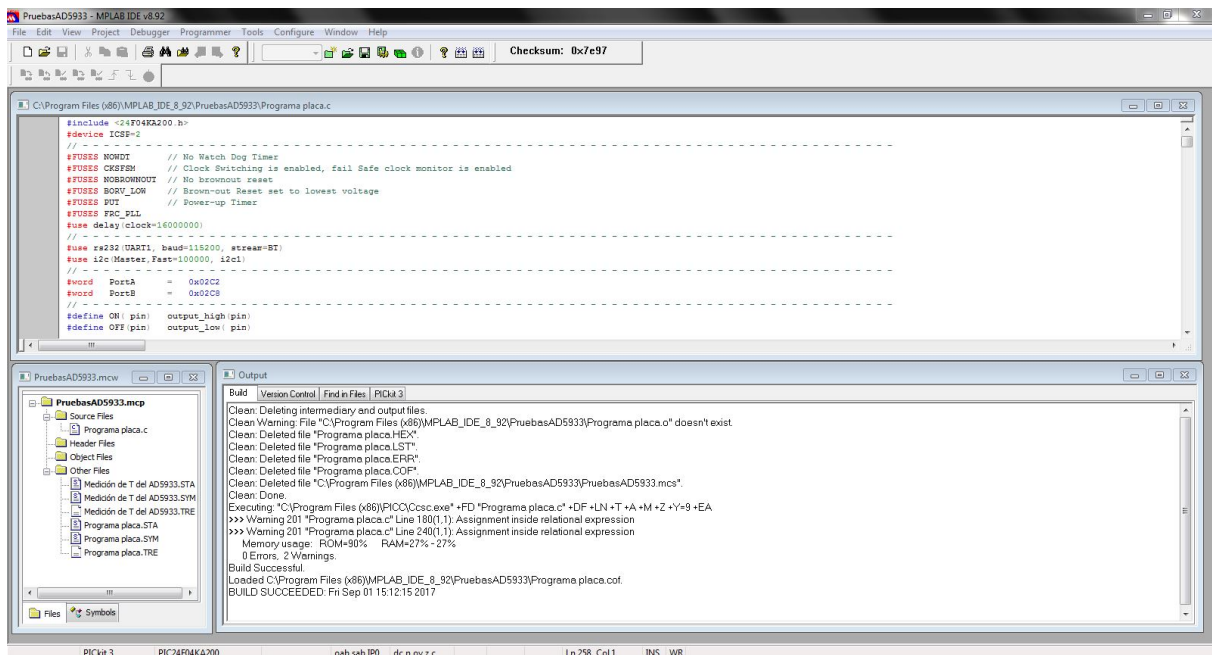 PruebasAD5933 - MPLAB IDE v8.92
File Edit View Project Debugger Programmer Tools Configure Window Help
Checksum: 0x7e97
C:\Program Files (x86)\MPLAB_IDE_8_92\PruebasAD5933\Programa placa.c
#include <24F04KA200.h>
#device ICSP=2
// - - - - - - - - - - - - - - - - - - - - - - - - - - - - - - - - - - - - - - - -
#FUSES NOWDT // No Watch Dog Timer
#FUSES CKSFSM // Clock Switching is enabled, fail Safe clock monitor is enabled
#FUSES NOBROWNOUT // No brownout reset
#FUSES BORV_LOW // Brown-out Reset set to lowest voltage
#FUSES PUT // Power-up Timer
#FUSES FRC_PLL
#use delay(clock=16000000)
// - - - - - - - - - - - - - - - - - - - - - - - - - - - - - - - - - - - - - - - -
#use rs232(UART1, baud=115200, stream=BT)
#use i2c(Master,Fast=100000, i2c1)
// - - - - - - - - - - - - - - - - - - - - - - - - - - - - - - - - - - - - - - - -
#word PortA = 0x02C2
#word PortB = 0x02C8
// - - - - - - - - - - - - - - - - - - - - - - - - - - - - - - - - - - - - - - - -
#define ON( pin) output_high(pin)
#define OFF(pin) output_low( pin)
PruebasAD5933.mcw
PruebasAD5933.mcp
Source Files
Programa placa.c
Header Files
Object Files
Other Files
Medición de T del AD5933.STA
Medición de T del AD5933.SYM
Medición de T del AD5933.TRE
Programa placa.STA
Programa placa.SYM
Programa placa.TRE
Files Symbols
Output
Build Version Control Find in Files PICkit 3
Clean: Deleting intermediary and output files.
Clean Warning: File "C:\Program Files (x86)\MPLAB_IDE_8_92\PruebasAD5933\Programa placa.o" doesn't exist.
Clean: Deleted file "Programa placa.HEX".
Clean: Deleted file "Programa placa.LST".
Clean: Deleted file "Programa placa.ERR".
Clean: Deleted file "Programa placa.COF".
Clean: Deleted file "C:\Program Files (x86)\MPLAB_IDE_8_92\PruebasAD5933\PruebasAD5933.mcs".
Clean: Done.
Executing: "C:\Program Files (x86)\PICC\Ccsc.exe" +FD "Programa placa.c" +DF +LN +T +A +M +Z +Y=9 +EA
>>> Warning 201 "Programa placa.c" Line 180(1,1): Assignment inside relational expression
>>> Warning 201 "Programa placa.c" Line 240(1,1): Assignment inside relational expression
Memory usage: ROM=90% RAM=27% - 27%
0 Errors, 2 Warnings.
Build Successful.
Loaded C:\Program Files (x86)\MPLAB_IDE_8_92\PruebasAD5933\Programa placa.cof.
BUILD SUCCEEDED: Fri Sep 01 15:12:15 2017
PICkit 3 PIC24F04KA200 oab sab IP0 dc n ov z c Ln 258, Col 1 INS WR